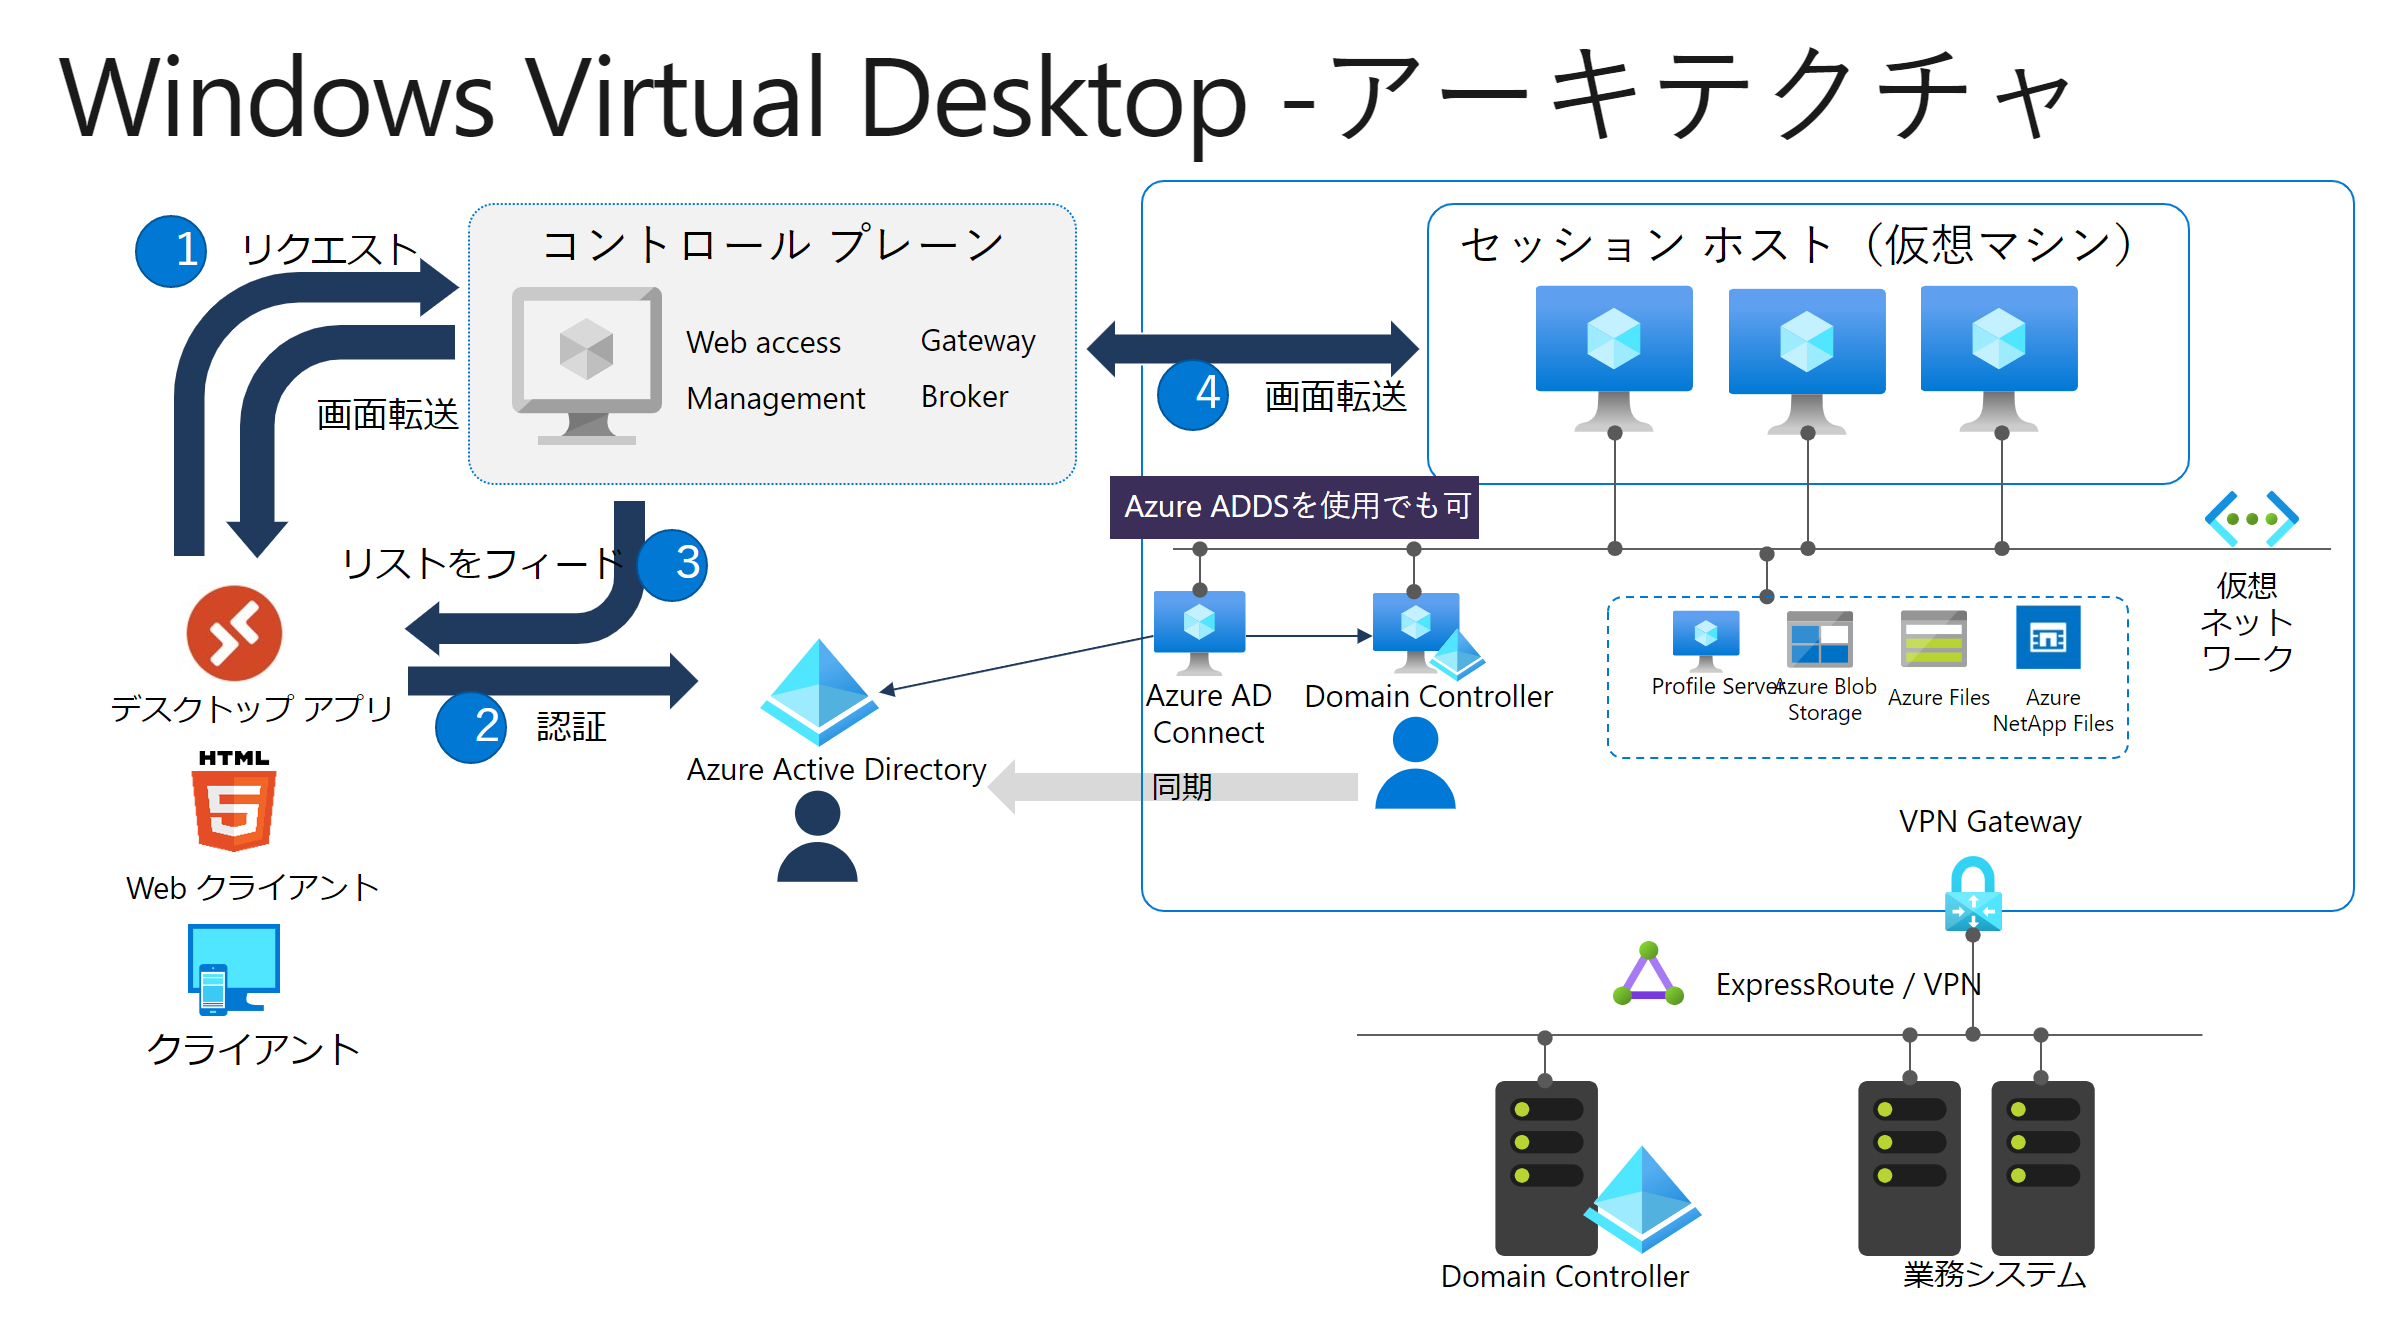 Windows Virtual Desktop -アーキテクチャ
1
リクエスト
画面転送
コントロール プレーン
Web access
Gateway
Management
Broker
4
画面転送
セッション ホスト（仮想マシン）
Azure ADDSを使用でも可
リストをフィード
3
デスクトップ アプリ
2
認証
HTML
5
Web クライアント
クライアント
Azure Active Directory
同期
Azure AD
Connect
Domain Controller
Profile Server
Azure Blob
Storage
Azure Files
Azure
NetApp Files
仮想
ネット
ワーク
VPN Gateway
ExpressRoute / VPN
Domain Controller
業務システム